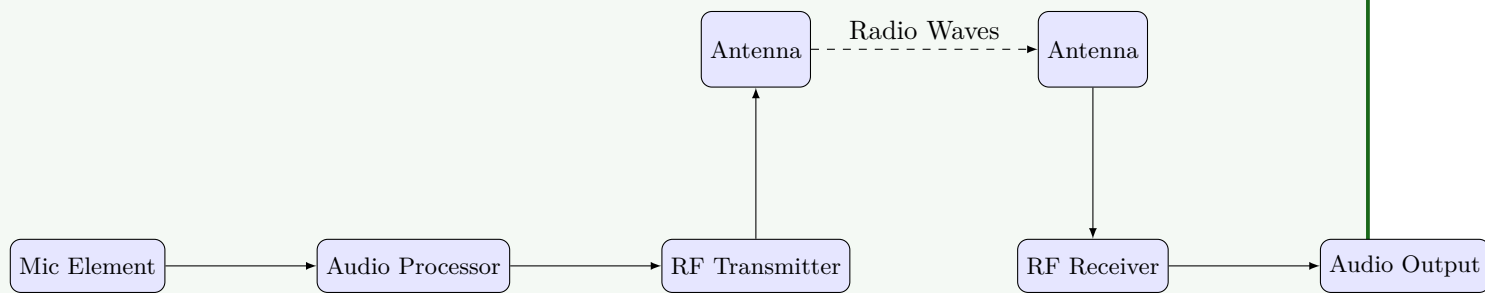 Radio Waves
Antenna
Antenna
Mic Element
Audio Processor
RF Transmitter
RF Receiver
Audio Output